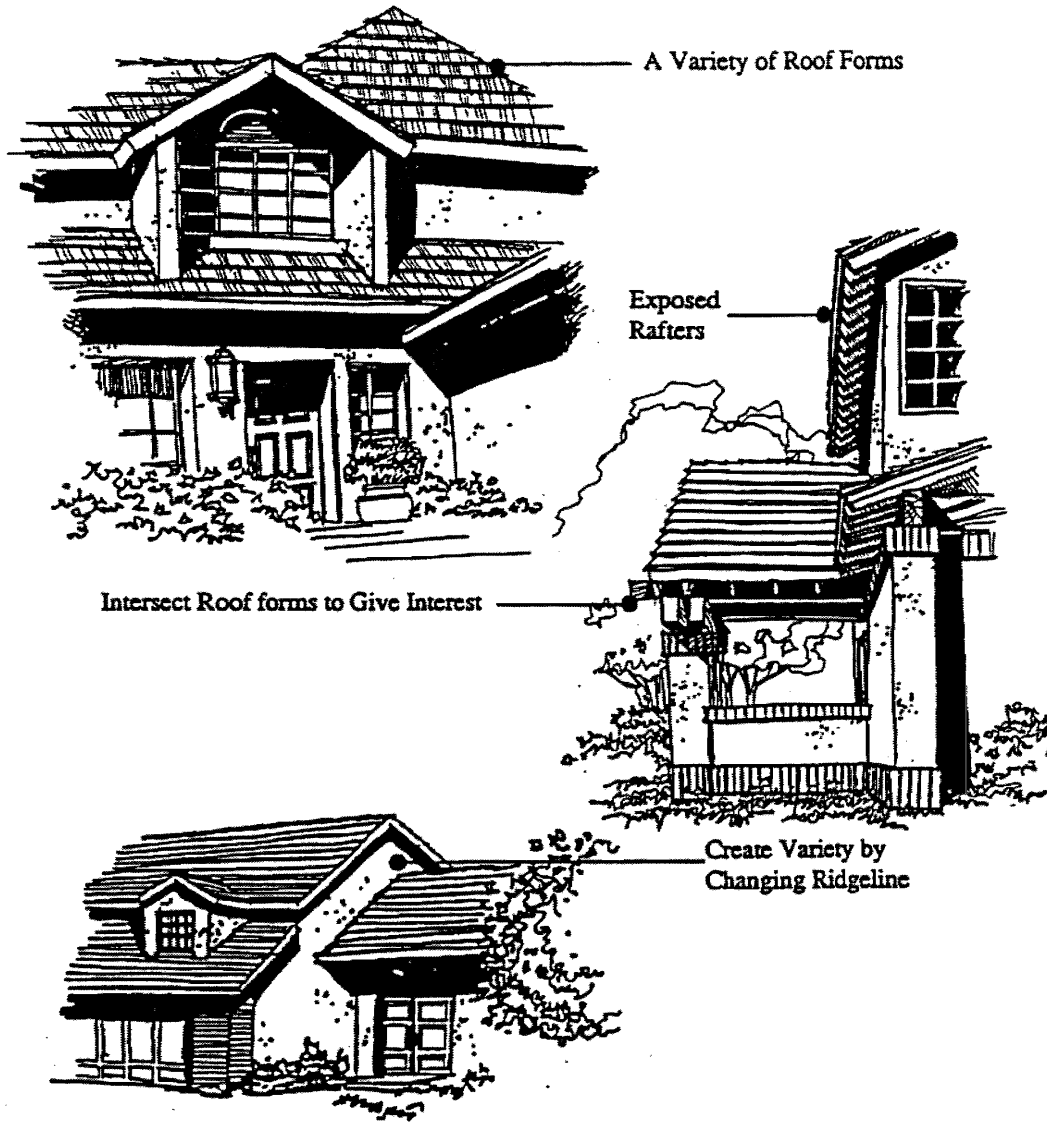 A Variety of Roof Forms
Exposed
Rafters
Intersect Roof forms to Give Interest
Create Variety by
Changing Ridgeline